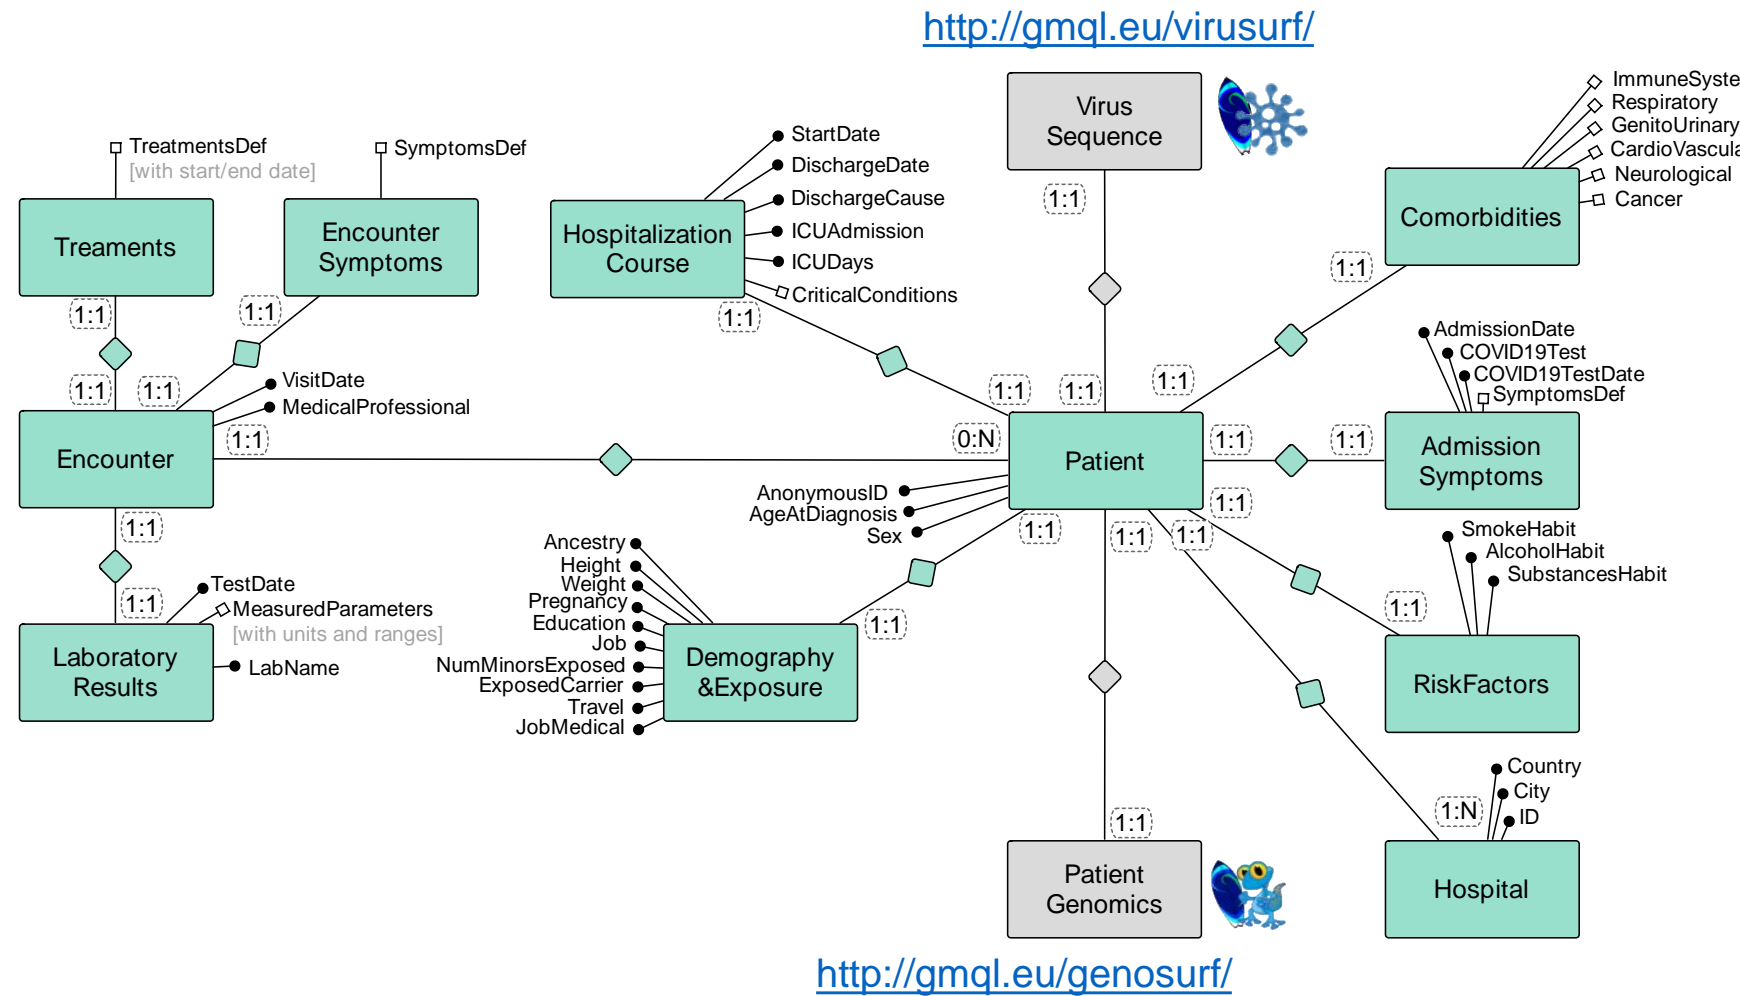 http://gmql.eu/virusurf/
Virus
Sequence
1:1
ImmuneSyste
Respiratory
GenitoUrinary
CardioVascula
Neurological
Cancer
Comorbidities
1:1
TreatmentsDef
[with start/end date]
SymptomsDef
Treaments
Encounter
Symptoms
1:1
1:1
StartDate
DischargeDate
DischargeCause
ICUAdmission
ICUDays
CriticalConditions
Hospitalization
Course
1:1
1:1
1:1
VisitDate
MedicalProfessional
1:1
Encounter
1:1
1:1
1:1
1:1
0:N
Patient
1:1
1:1
AdmissionDate
COVID19Test
COVID19TestDate
SymptomsDef
Admission
Symptoms
AnonymousID
AgeAtDiagnosis
Sex
1:1
1:1
1:1
1:1
1:1
1:1
TestDate
MeasuredParameters
[with units and ranges]
LabName
Laboratory
Results
Ancestry
Height
Weight
Pregnancy
Education
Job
NumMinorsExposed
ExposedCarrier
Travel
JobMedical
1:1
Demography
&Exposure
SmokeHabit
AlcoholHabit
SubstancesHabit
1:1
RiskFactors
Country
City
ID
1:N
Hospital
1:1
Patient
Genomics
http://gmql.eu/genosurf/